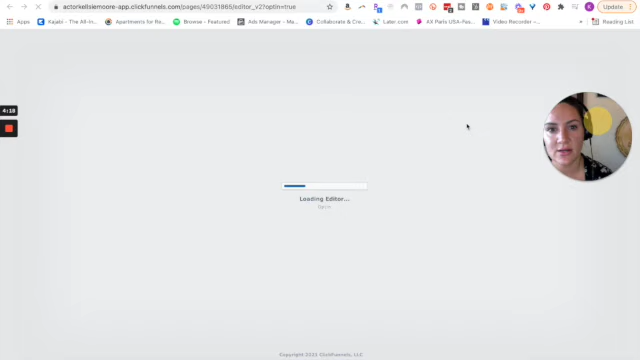 actorkellsiemoore-app.clickfunnels.com/pages/49031865/editor_v2?optin=true
Update
Apps
Kajabi - The All-In...
Apartments for Re...
Browse - Featured
Ads Manager - Ma...
Collaborate & Crea...
Later.com
AX Paris USA-Fas...
Video Recorder -...
»
Reading List
4:18
Loading Editor...
Copyright 2021 ClickFunnels, LLC